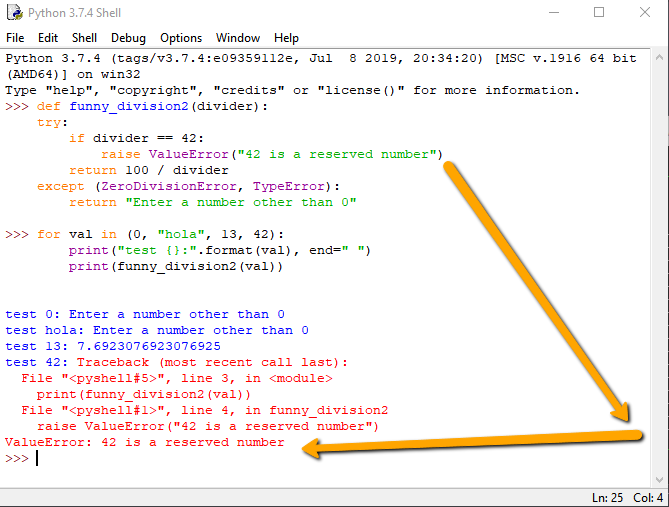 Python 3.7.4 Shell
File Edit Shell Debug Options Window Help
Python 3.7.4 (tags/v3.7.4:e09359112e, Jul  8 2019, 20:34:20) [MSC v.1916 64 bit
(AMD64)] on win32
Type "help", "copyright", "credits" or "license()" for more information.
>>> def funny_division2(divider):
    try:
        if divider == 42:
            raise ValueError("42 is a reserved number")
        return 100 / divider
    except (ZeroDivisionError, TypeError):
        return "Enter a number other than 0"
>>> for val in (0, "hola", 13, 42):
        print("test {}:".format(val), end=" ")
        print(funny_division2(val))
test 0: Enter a number other than 0
test hola: Enter a number other than 0
test 13: 7.6923076923076925
test 42: Traceback (most recent call last):
  File "<pyshell#5>", line 3, in <module>
    print(funny_division2(val))
  File "<pyshell#1>", line 4, in funny_division2
    raise ValueError("42 is a reserved number")
ValueError: 42 is a reserved number
>>>
Ln: 25 Col: 4